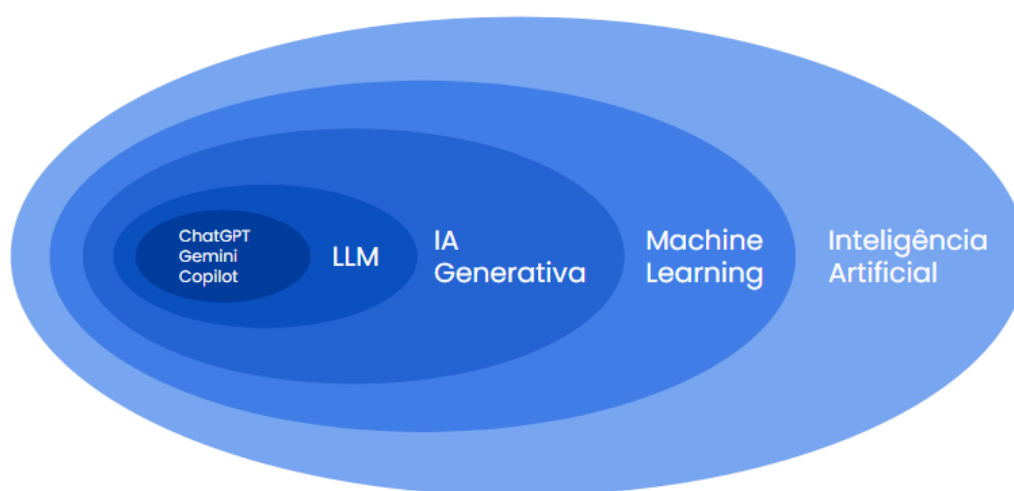 ChatGPT
Gemini
Copilot
LLM
IA
Generativa
Machine
Learning
Inteligência
Artificial